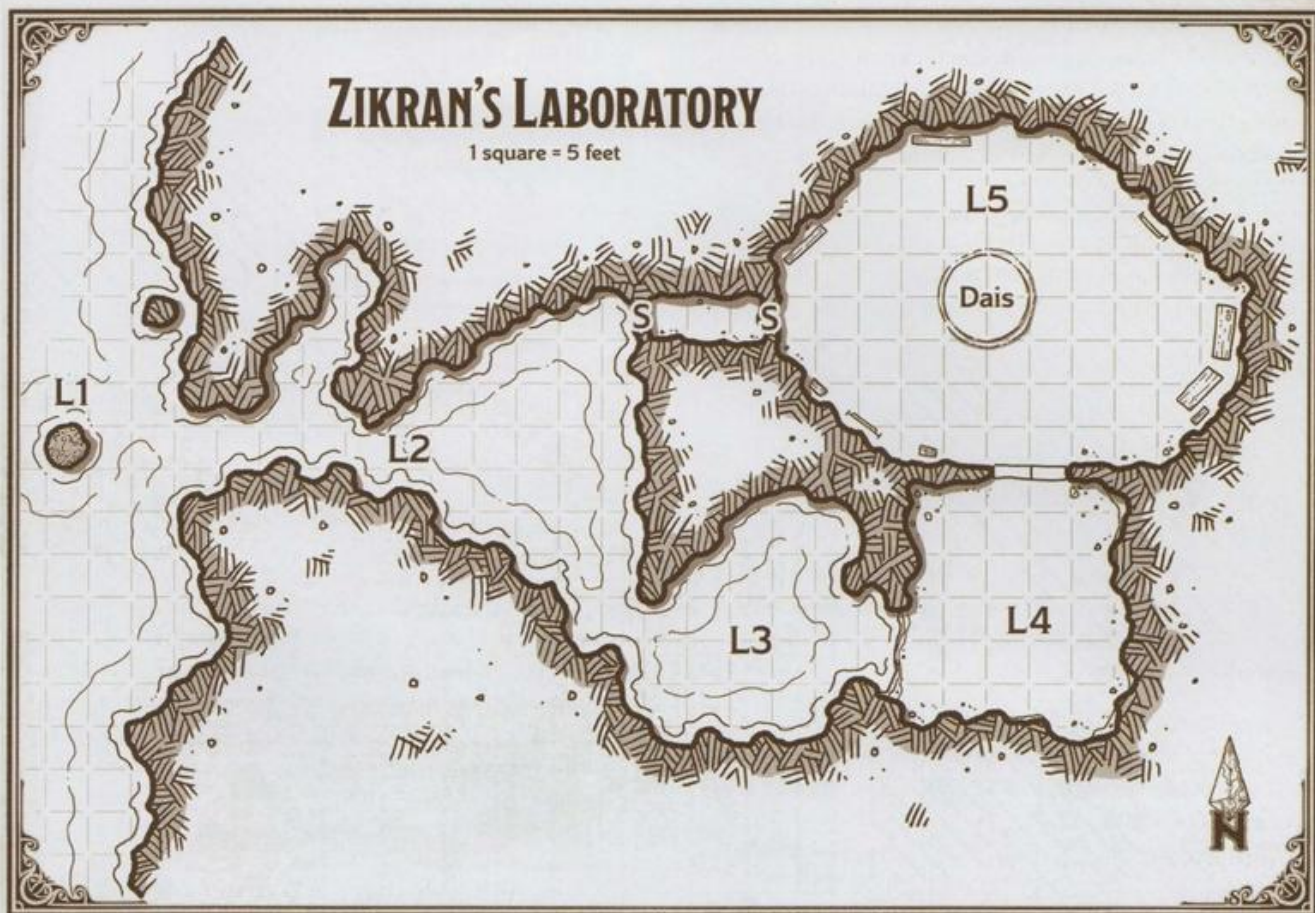 ZIKRAN'S LABORATORY
1 square = 5 feet
L5
Dais
S
S
L1
L2
L3
L4
N